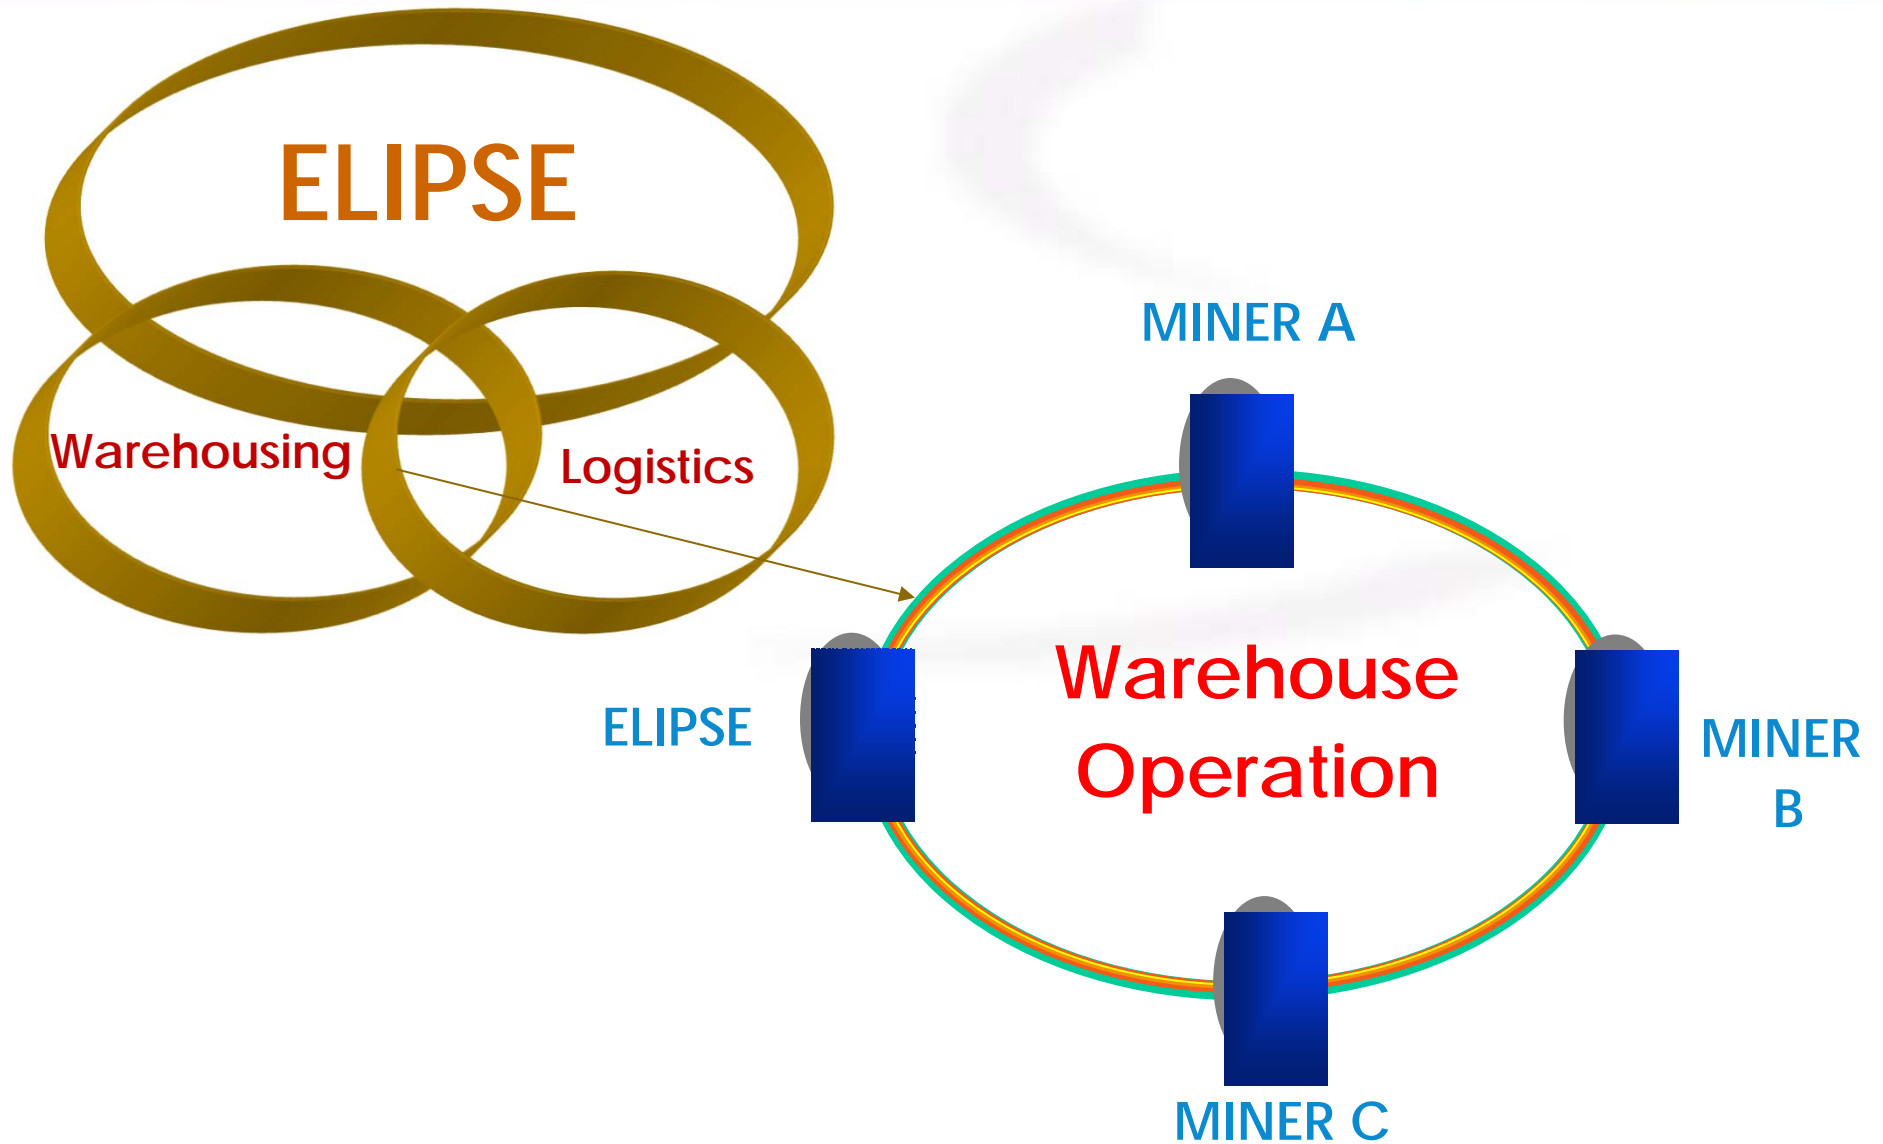 ELIPSE
Warehousing
Logistics
MINER A
Warehouse
Operation
ELIPSE
MINER
B
MINER C